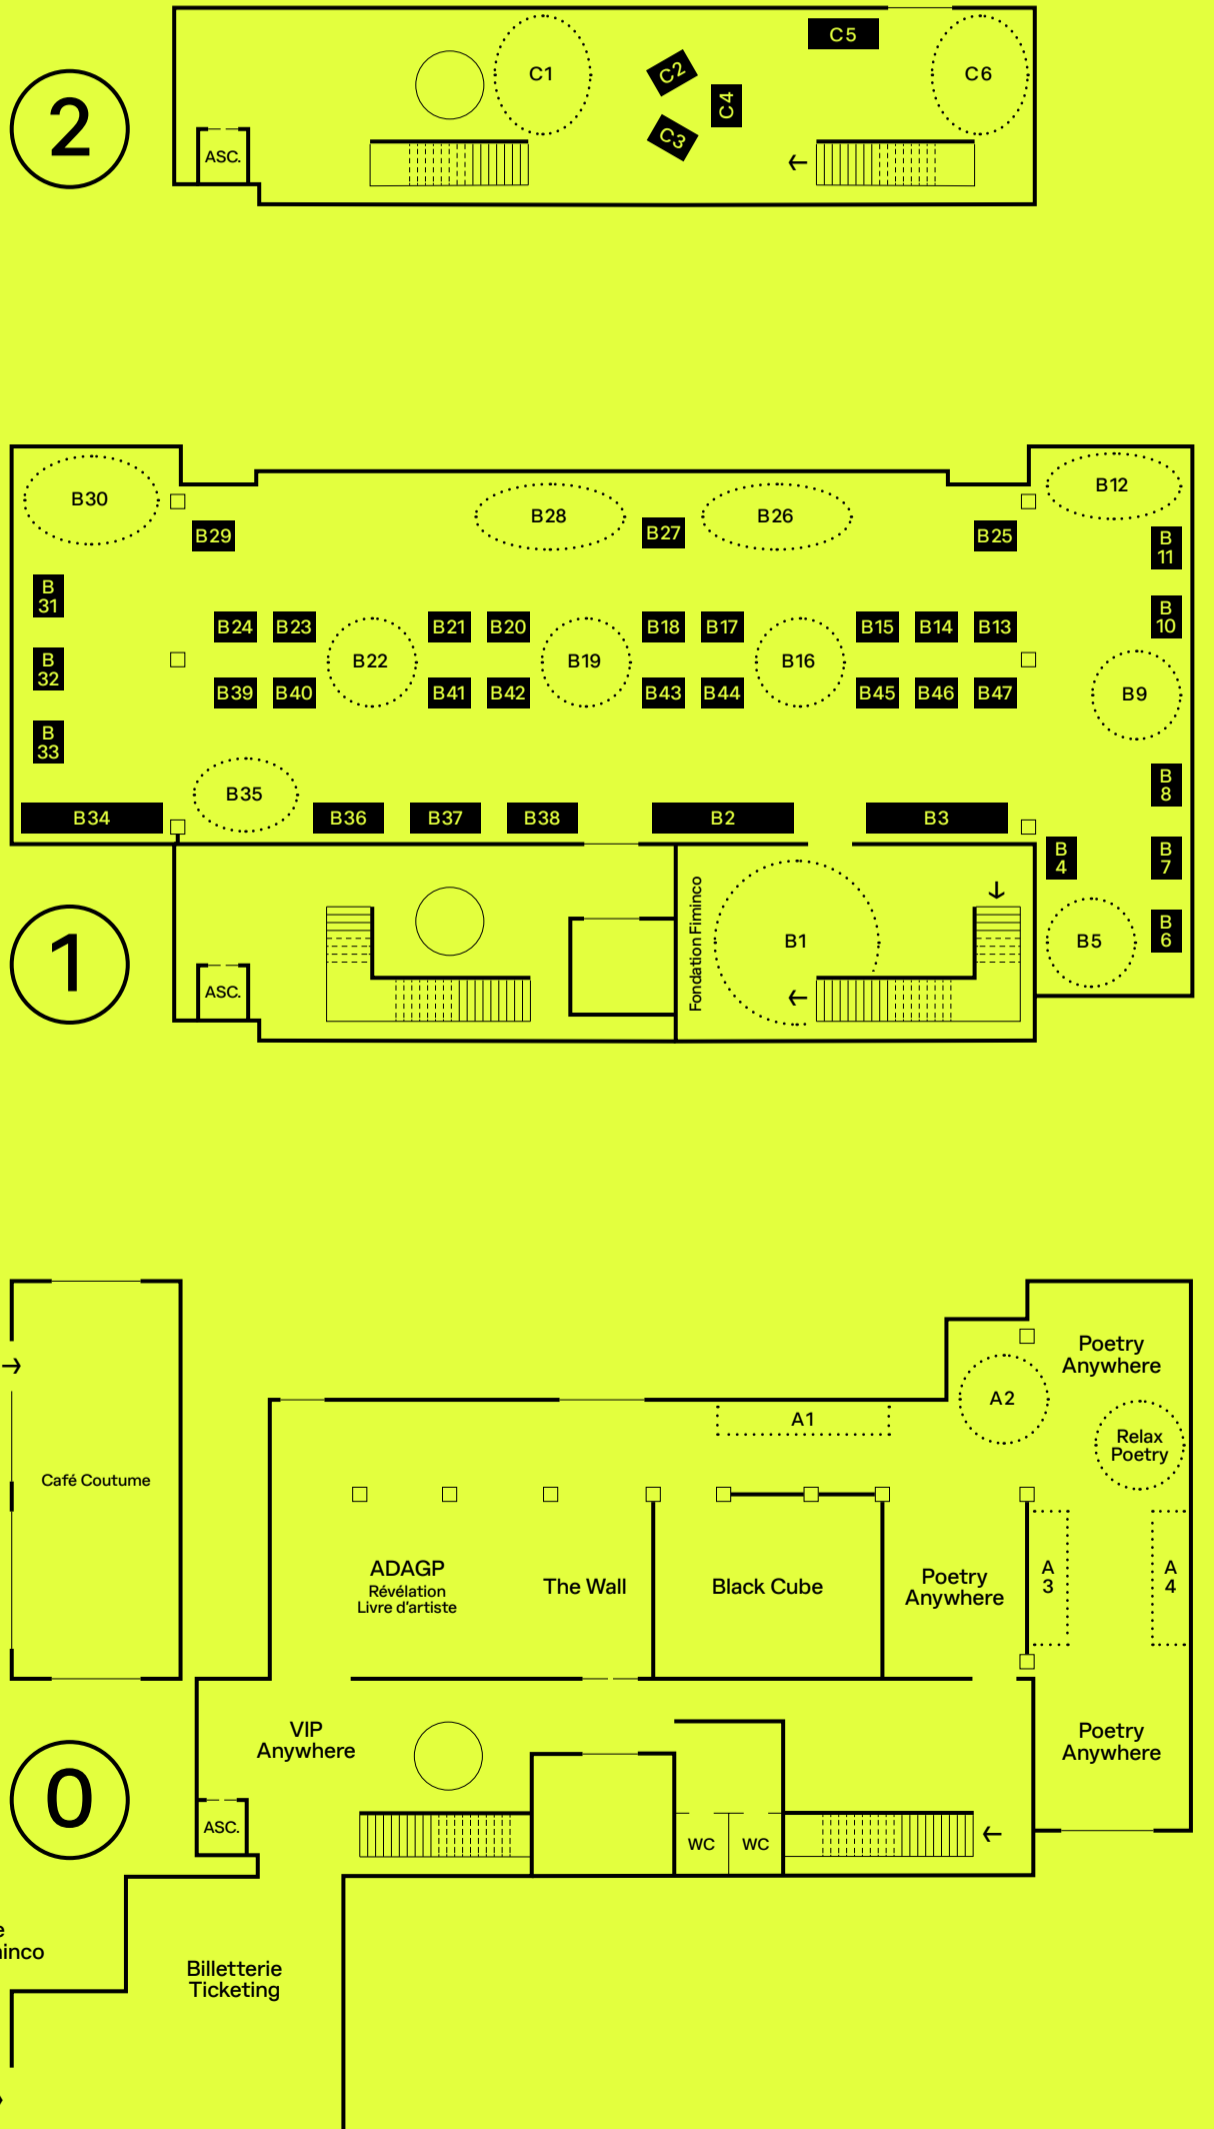 C5
C1
C2
C6
C4
2
C3
ASC.
B30
B12
B28
B26
B29
B27
B25
B
11
B
31
B24
B23
B21
B20
B18
B17
B15
B14
B13
B
10
B
32
B22
B19
B16
B39
B40
B41
B42
B43
B44
B45
B46
B47
B9
B
33
B35
B
8
B34
B36
B37
B38
B2
B3
B
4
B
7
Fondation Fiminco
B1
B5
B
6
1
ASC.
Poetry
Anywhere
A2
A1
Relax
Poetry
Café Coutume
ADAGP
Révélation
Livre d'artiste
The Wall
Black Cube
Poetry
Anywhere
A
3
A
4
VIP
Anywhere
Poetry
Anywhere
0
ASC.
WC
WC
Billetterie
Ticketing